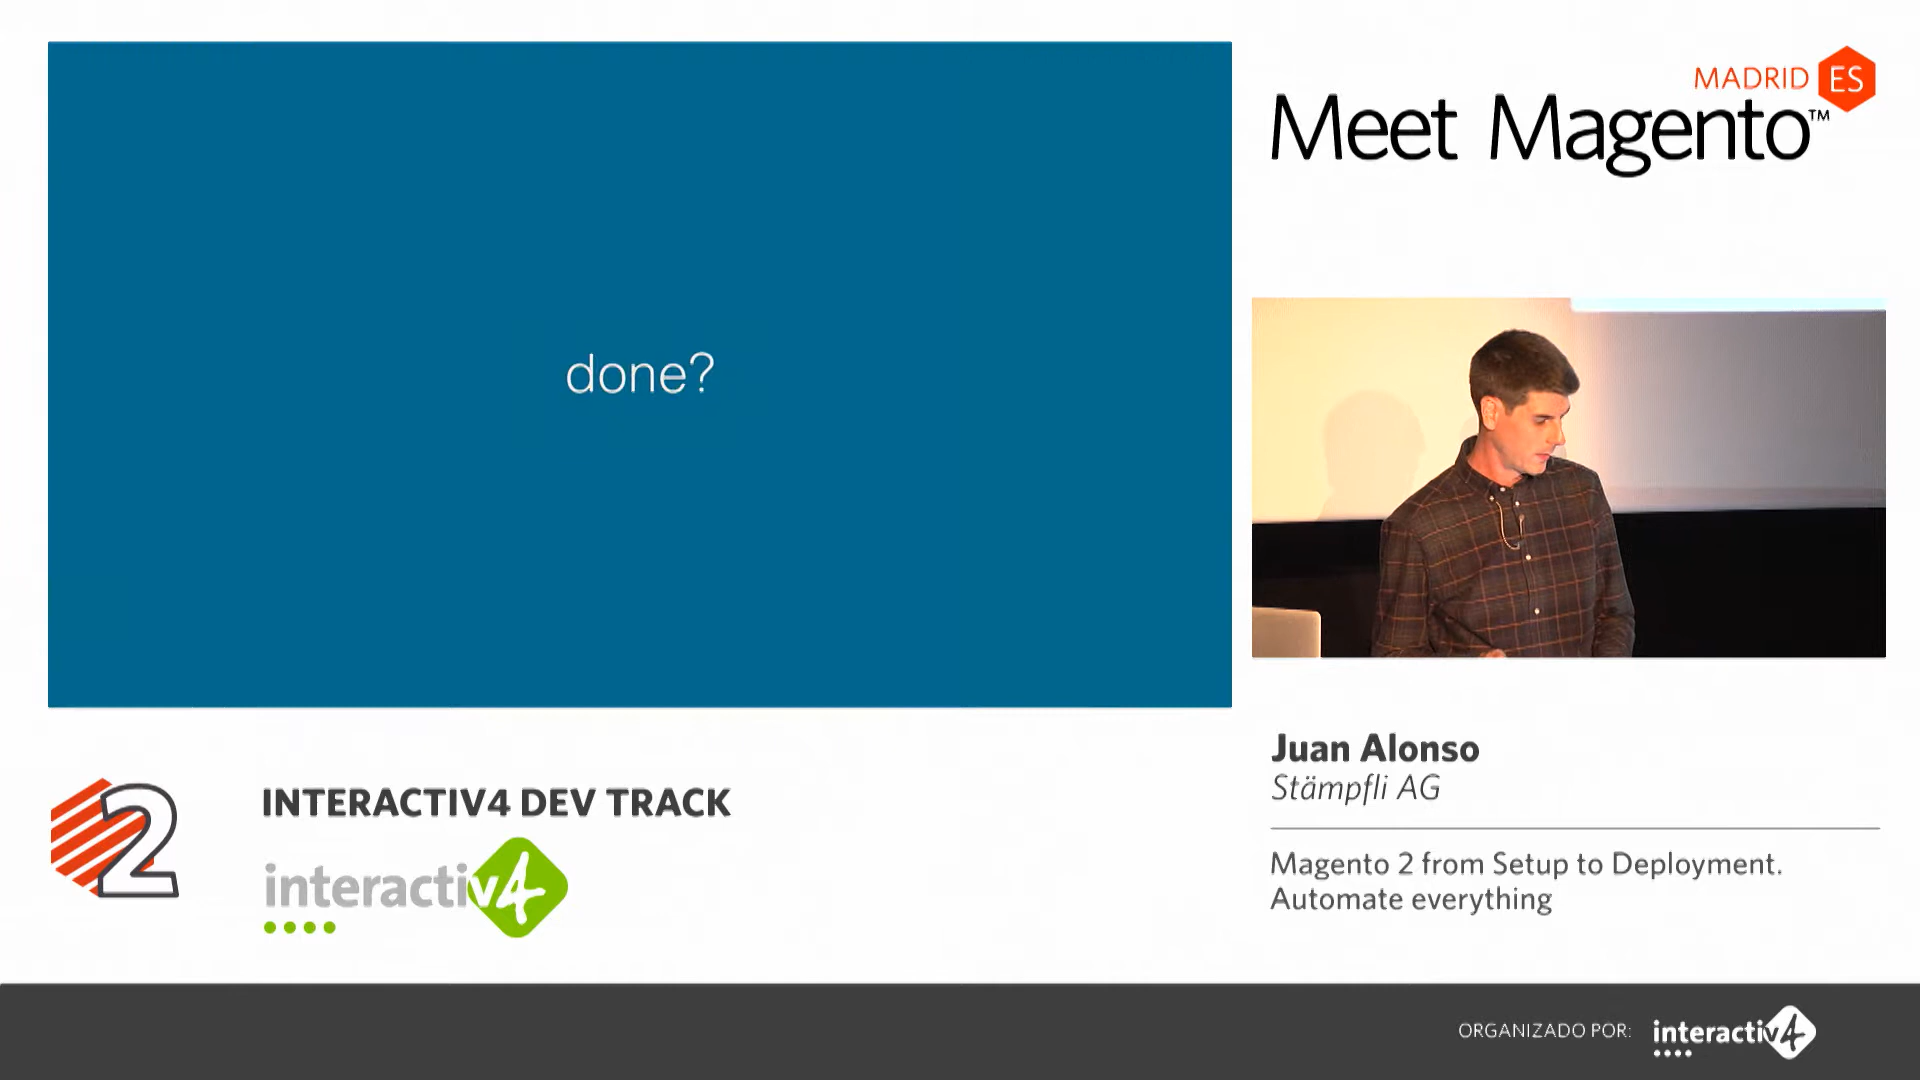 done?
MADRID ES
Meet Magento™
Juan Alonso
Stämpfli AG
Magento 2 from Setup to Deployment.
Automate everything
2
INTERACTIV4 DEV TRACK
interactiv4
ORGANIZADO POR: interactiv4